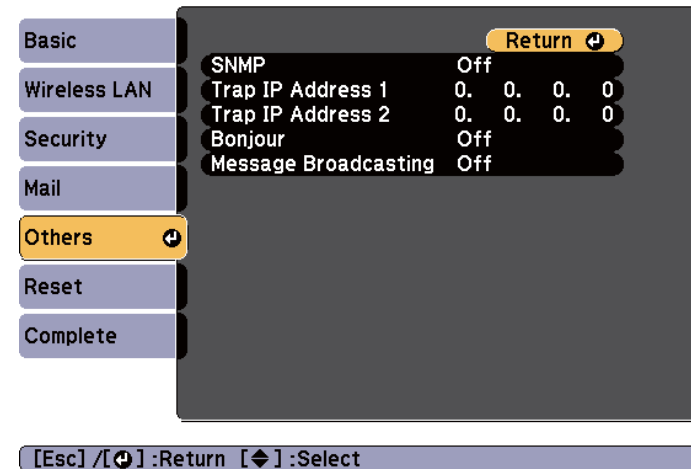 Basic
Wireless LAN
Security
Mail
Others
Reset
Complete
Return
SNMP Off
Trap IP Address 1 0. 0. 0. 0
Trap IP Address 2 0. 0. 0. 0
Bonjour Off
Message Broadcasting Off
[Esc] /[⏎] :Return [◆] :Select